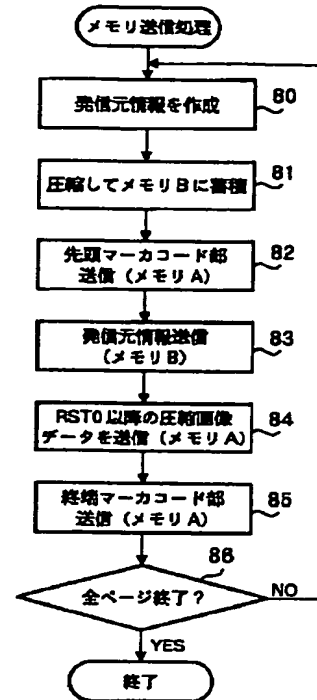 メモリ送信処理
発信元情報を作成
80
圧縮してメモリBに蓄積
81
先頭マーカコード部
送信(メモリA)
82
発信元情報送信
(メモリB)
83
RST0以降の圧縮画像
データを送信(メモリA)
84
終端マーカコード部
送信(メモリA)
85
86
全ページ終了?
NO
YES
終了